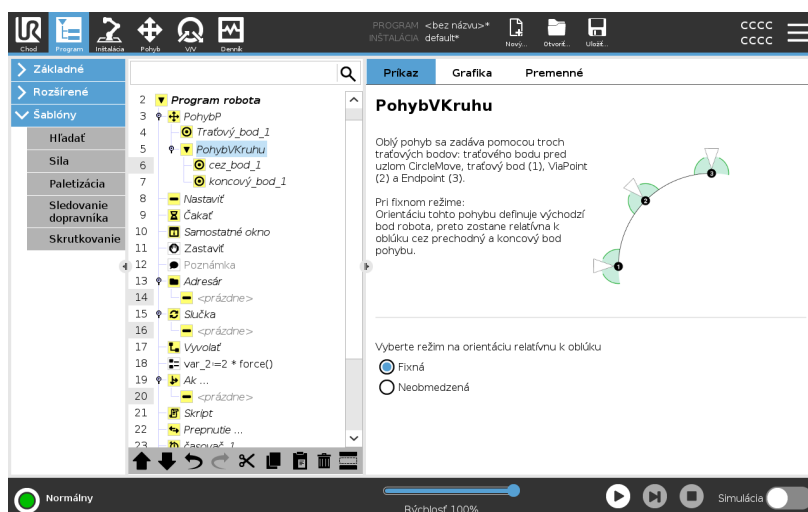 PROGRAM <bez názvu>*
INŠTALÁCIA default*
CCCC
CCCC
Chod
Program
Inštalácia
Pohyb
V/V
Denník
Nový...
Otvoriť...
Uložiť...
Základné
Rozšírené
Šablóny
Hľadať
Sila
Paletizácia
Sledovanie
dopravníka
Skrutkovanie
2 Program robota
3 PohybP
4 Traťový_bod_1
5 PohybVKruhu
6 cez_bod_1
7 koncový_bod_1
8 Nastaviť
9 Čakať
10 Samostatné okno
11 Zastaviť
12 Poznámka
13 Adresár
14 <prázdne>
15 Slučka
16 <prázdne>
17 Vyvolať
18 var_2≔2 * force()
19 Ak ...
20 <prázdne>
21 Skript
22 Prepnutie ...
23 časovač_1
Príkaz
Grafika
Premenné
PohybVKruhu
Oblý pohyb sa zadáva pomocou troch
traťových bodov: traťového bodu pred
uzlom CircleMove, traťový bod (1), ViaPoint
(2) a Endpoint (3).
Pri fixnom režime:
Orientáciu tohto pohybu definuje východzí
bod robota, preto zostane relatívna k
oblúku cez prechodný a koncový bod
pohybu.
1
2
3
Vyberte režim na orientáciu relatívnu k oblúku
Fixná
Neobmedzená
Normálny
Rýchlosť 100%
Simulácia